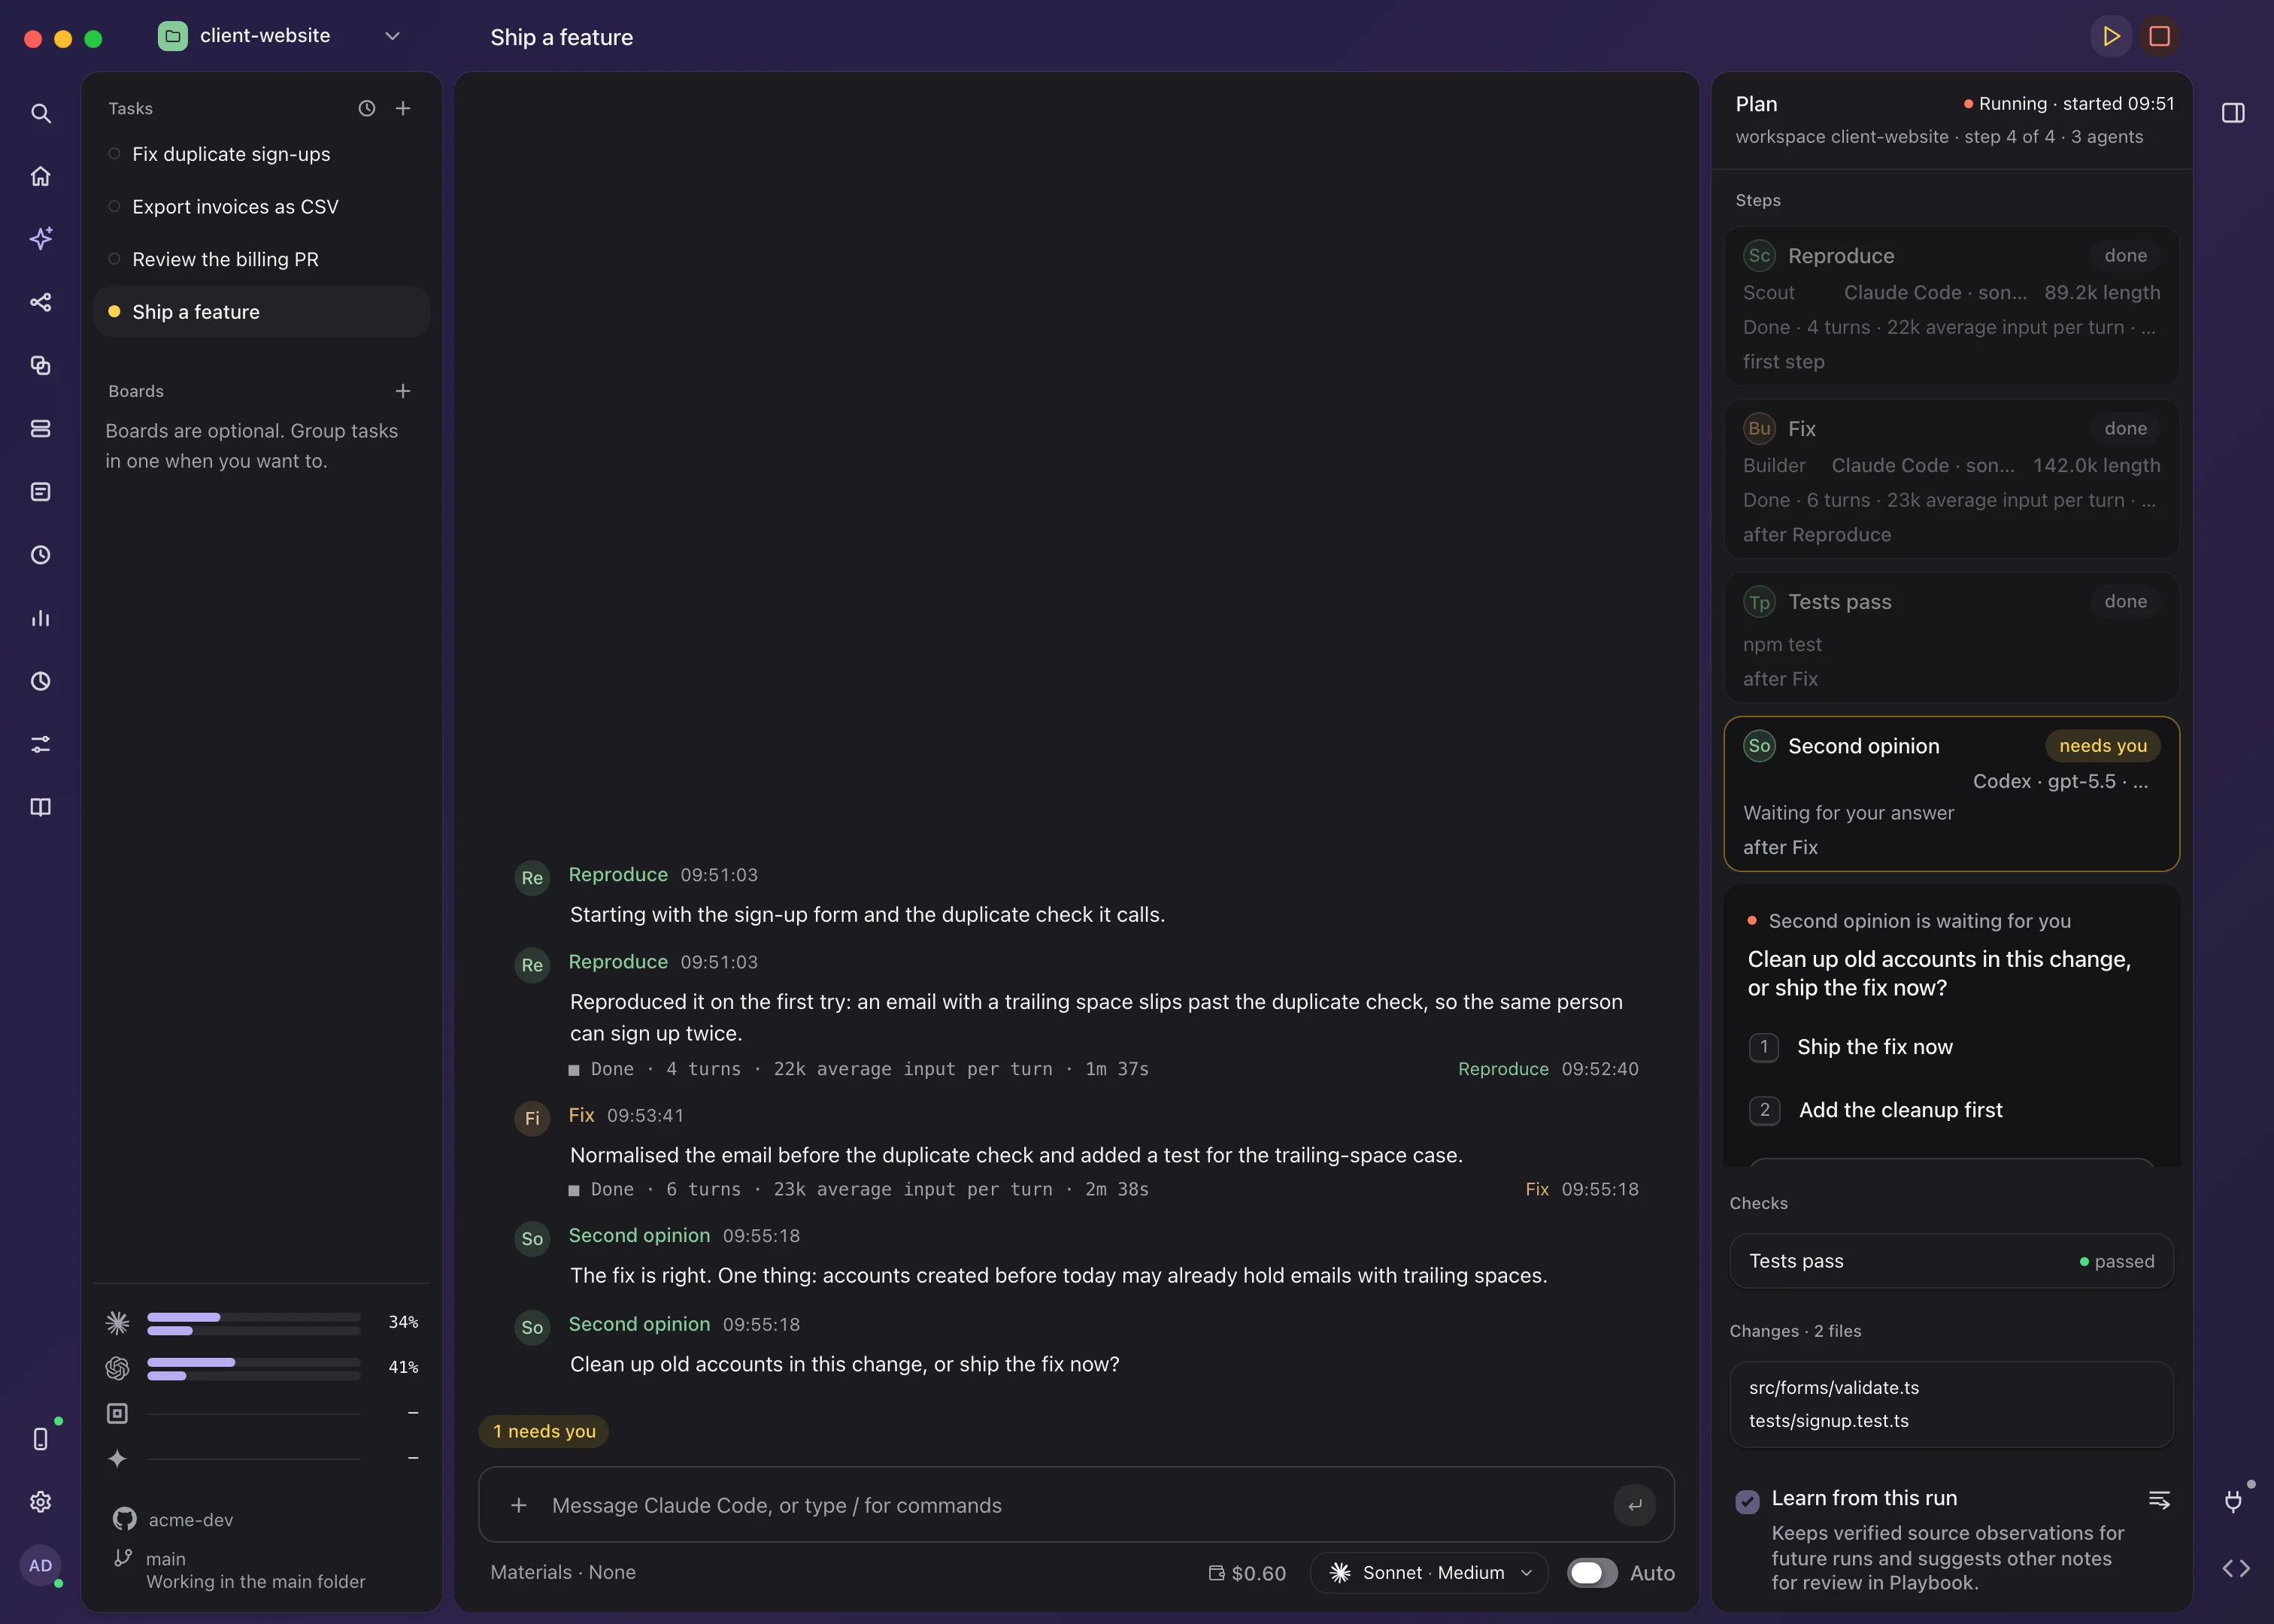 client-website
Ship a feature
Tasks
Fix duplicate sign-ups
Export invoices as CSV
Review the billing PR
Ship a feature
Boards
Boards are optional. Group tasks
in one when you want to.
34%
41%
–
–
acme-dev
main
Working in the main folder
AD
Re
Reproduce 09:51:03
Starting with the sign-up form and the duplicate check it calls.
Re
Reproduce 09:51:03
Reproduced it on the first try: an email with a trailing space slips past the duplicate check, so the same person
can sign up twice.
Done · 4 turns · 22k average input per turn · 1m 37s
Reproduce 09:52:40
Fi
Fix 09:53:41
Normalised the email before the duplicate check and added a test for the trailing-space case.
Done · 6 turns · 23k average input per turn · 2m 38s
Fix 09:55:18
So
Second opinion 09:55:18
The fix is right. One thing: accounts created before today may already hold emails with trailing spaces.
So
Second opinion 09:55:18
Clean up old accounts in this change, or ship the fix now?
1 needs you
Message Claude Code, or type / for commands
Materials · None
$0.60
Sonnet · Medium
Auto
Plan
Running · started 09:51
workspace client-website · step 4 of 4 · 3 agents
Steps
Sc Reproduce done
Scout Claude Code · son... 89.2k length
Done · 4 turns · 22k average input per turn · ...
first step
Bu Fix done
Builder Claude Code · son... 142.0k length
Done · 6 turns · 23k average input per turn · ...
after Reproduce
Tp Tests pass done
npm test
after Fix
So Second opinion needs you
Codex · gpt-5.5 · ...
Waiting for your answer
after Fix
Second opinion is waiting for you
Clean up old accounts in this change,
or ship the fix now?
1 Ship the fix now
2 Add the cleanup first
Checks
Tests pass passed
Changes · 2 files
src/forms/validate.ts
tests/signup.test.ts
Learn from this run
Keeps verified source observations for
future runs and suggests other notes
for review in Playbook.